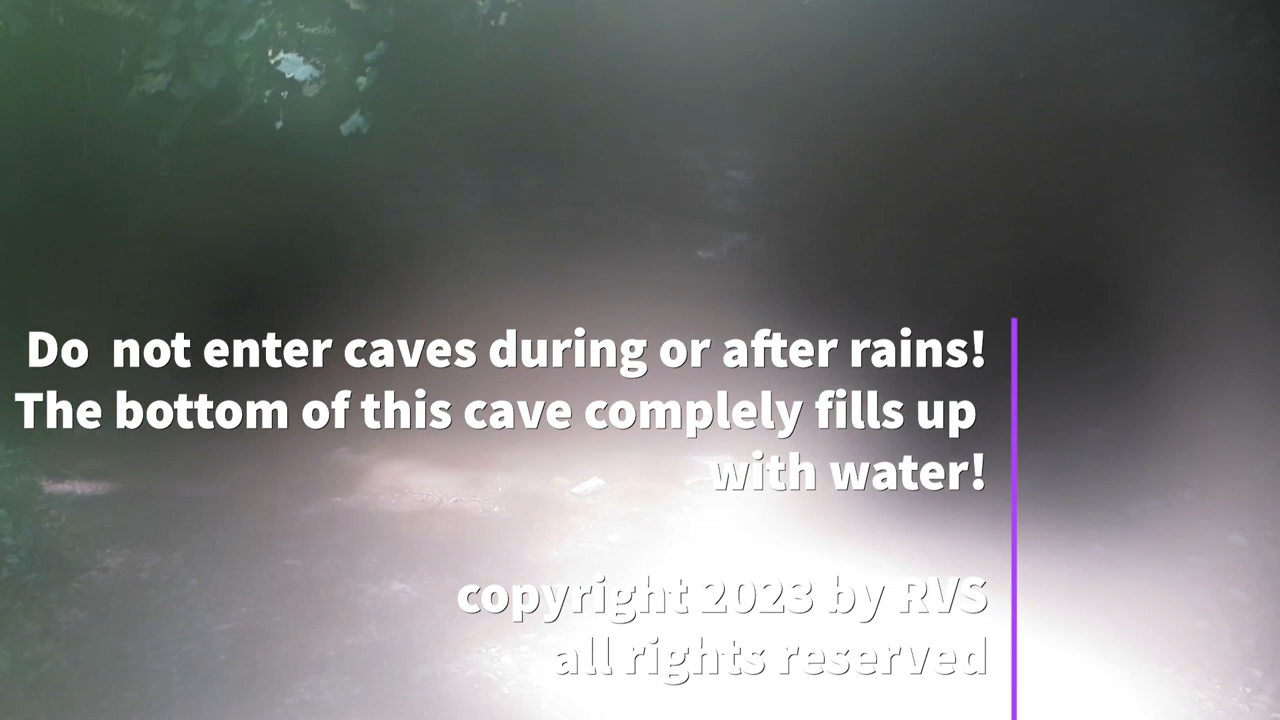 Do  not enter caves during or after rains!
The bottom of this cave complely fills up
with water!
copyright 2023 by RVS
all rights reserved